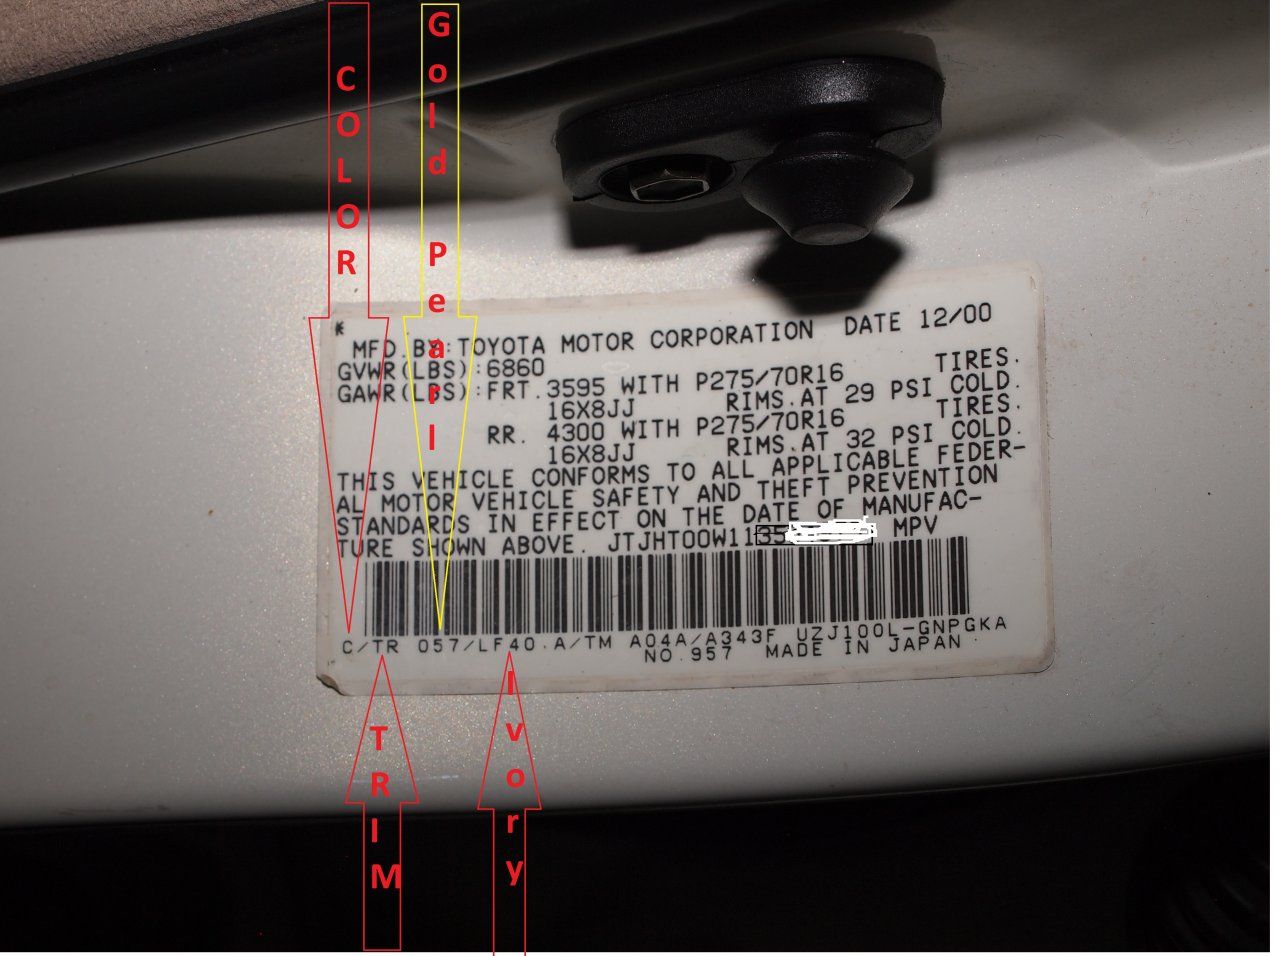 COLOR
Gold Pearl
*
MFD.BY:TOYOTA MOTOR CORPORATION DATE 12/00
GVWR(LBS):6860
GAWR(LBS):FRT.3595 WITH P275/70R16 TIRES.
16X8JJ RIMS.AT 29 PSI COLD.
RR. 4300 WITH P275/70R16 TIRES.
16X8JJ RIMS.AT 32 PSI COLD.
THIS VEHICLE CONFORMS TO ALL APPLICABLE FEDER-
AL MOTOR VEHICLE SAFETY AND THEFT PREVENTION
STANDARDS IN EFFECT ON THE DATE OF MANUFAC-
TURE SHOWN ABOVE. JTJHT00W1135 MPV
C/TR 057/LF40.A/TM A04A/A343F UZJ100L-GNPGKA
NO.957 MADE IN JAPAN
TRIM
Ivory